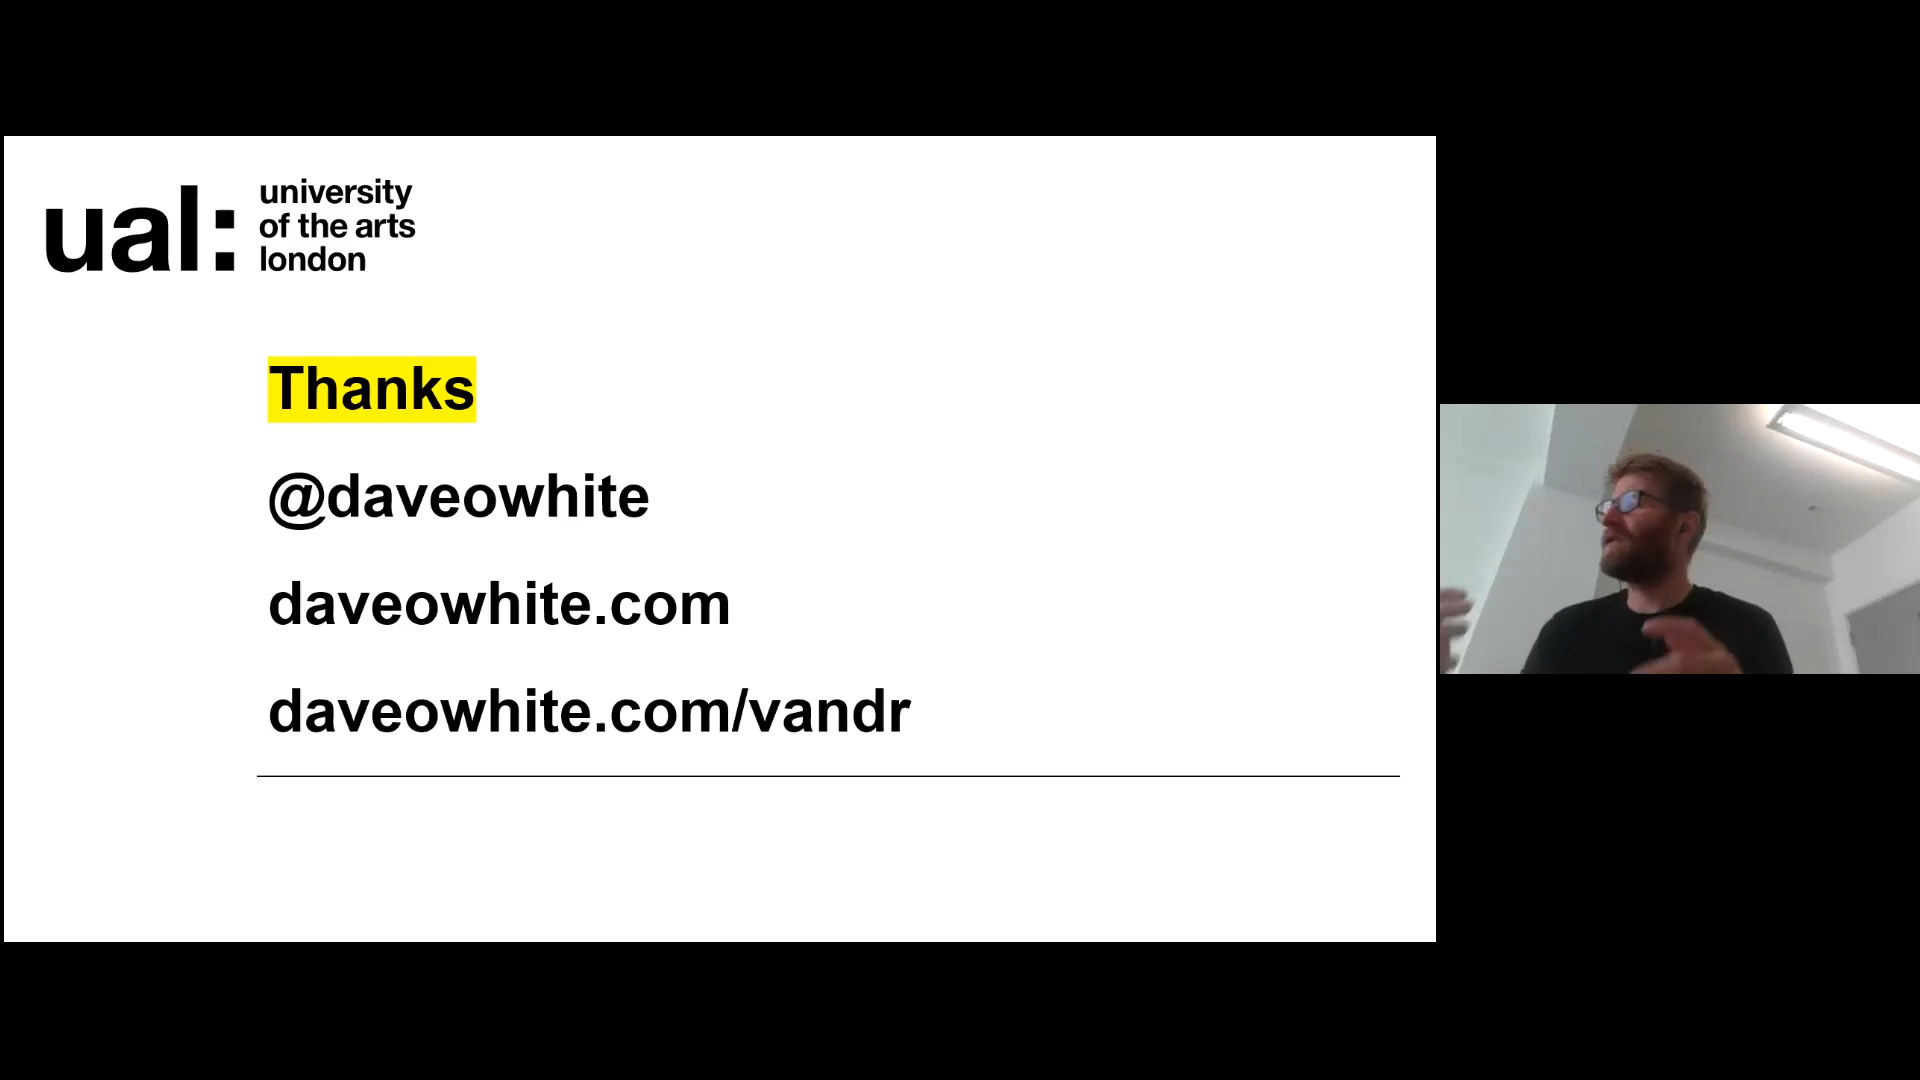 ual:
university
of the arts
london
Thanks
@daveowhite
daveowhite.com
daveowhite.com/vandr